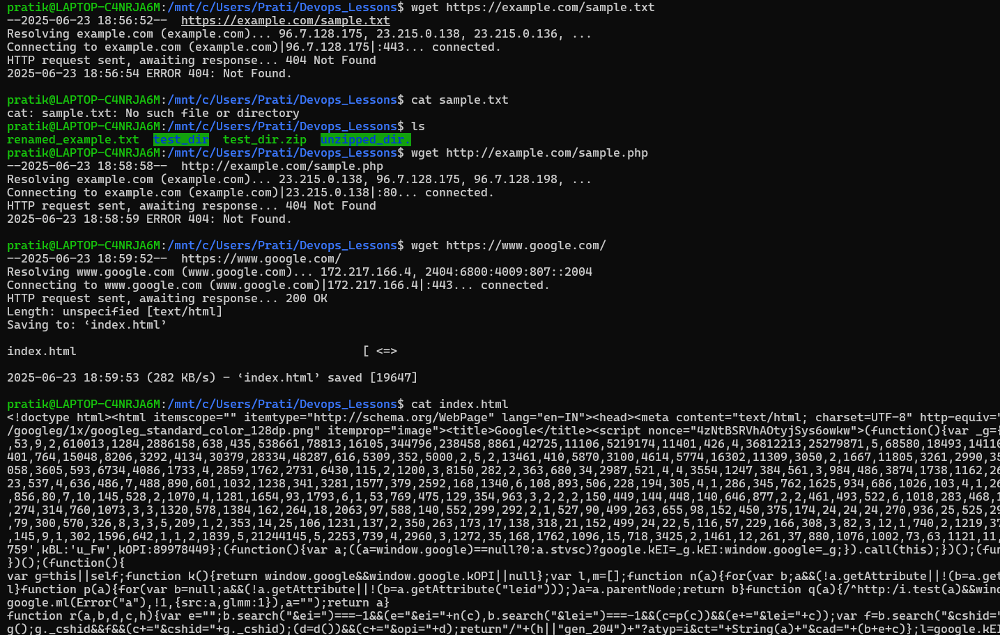 pratik@LAPTOP-C4NRJA6M:/mnt/c/Users/Prati/Devops_Lessons$ wget https://example.com/sample.txt
--2025-06-23 18:56:52--  https://example.com/sample.txt
Resolving example.com (example.com)... 96.7.128.175, 23.215.0.138, 23.215.0.136, ...
Connecting to example.com (example.com)|96.7.128.175|:443... connected.
HTTP request sent, awaiting response... 404 Not Found
2025-06-23 18:56:54 ERROR 404: Not Found.
pratik@LAPTOP-C4NRJA6M:/mnt/c/Users/Prati/Devops_Lessons$ cat sample.txt
cat: sample.txt: No such file or directory
pratik@LAPTOP-C4NRJA6M:/mnt/c/Users/Prati/Devops_Lessons$ ls
renamed_example.txt  test_dir  test_dir.zip  unzipped_dir.
pratik@LAPTOP-C4NRJA6M:/mnt/c/Users/Prati/Devops_Lessons$ wget http://example.com/sample.php
--2025-06-23 18:58:58--  http://example.com/sample.php
Resolving example.com (example.com)... 23.215.0.138, 96.7.128.175, 96.7.128.198, ...
Connecting to example.com (example.com)|23.215.0.138|:80... connected.
HTTP request sent, awaiting response... 404 Not Found
2025-06-23 18:58:59 ERROR 404: Not Found.
pratik@LAPTOP-C4NRJA6M:/mnt/c/Users/Prati/Devops_Lessons$ wget https://www.google.com/
--2025-06-23 18:59:52--  https://www.google.com/
Resolving www.google.com (www.google.com)... 172.217.166.4, 2404:6800:4009:807::2004
Connecting to www.google.com (www.google.com)|172.217.166.4|:443... connected.
HTTP request sent, awaiting response... 200 OK
Length: unspecified [text/html]
Saving to: ‘index.html’
index.html                                         [ <=>
2025-06-23 18:59:53 (282 KB/s) - ‘index.html’ saved [19647]
pratik@LAPTOP-C4NRJA6M:/mnt/c/Users/Prati/Devops_Lessons$ cat index.html
<!doctype html><html itemscope="" itemtype="http://schema.org/WebPage" lang="en-IN"><head><meta content="text/html; charset=UTF-8" http-equiv="
/googleg/1x/googleg_standard_color_128dp.png" itemprop="image"><title>Google</title><script nonce="4zNtBSRVhAOtyjSys6owkw">(function(){var _g={
,53,9,2,610013,1284,2886158,638,435,538661,78813,16105,344796,238458,8861,42725,11106,5219174,11401,426,4,36812213,25279871,5,68580,18493,14110
401,764,15048,8206,3292,4134,30379,28334,48287,616,5309,352,5000,2,5,2,13461,410,5870,3100,4614,5774,16302,11309,3050,2,1667,11805,3261,2990,35
058,3605,593,6734,4086,1733,4,2859,1762,2731,6430,115,2,1200,3,8150,282,2,363,680,34,2987,521,4,4,3554,1247,384,561,3,984,486,3874,1738,1162,26
23,537,4,636,486,7,488,890,601,1032,1238,341,3281,1577,379,2592,168,1340,6,108,893,506,228,194,305,4,1,286,345,762,1625,934,686,1026,103,4,1,26
,856,80,7,10,145,528,2,1070,4,1281,1654,93,1793,6,1,53,769,475,129,354,963,3,2,2,2,150,449,144,448,140,646,877,2,2,461,493,522,6,1018,283,468,1
,274,314,760,1073,3,3,1320,578,1384,162,264,18,2063,97,588,140,552,299,292,2,1,527,90,499,263,655,98,152,450,375,174,24,24,24,270,936,25,525,29
,79,300,570,326,8,3,3,5,209,1,2,353,14,25,106,1231,137,2,350,263,173,17,138,318,21,152,499,24,22,5,116,57,229,166,308,3,82,3,12,1,740,2,1219,37
,145,9,1,302,1596,642,1,1,2,1839,5,21244145,5,2253,739,4,2960,3,1272,35,168,1762,1096,15,718,3425,2,1461,12,261,37,880,1076,1002,73,63,1121,11,
759',kBL:'u_Fw',kOPI:89978449};(function(){var a;((a=window.google)==null?0:a.stvsc)?google.kEI=_g.kEI:window.google=_g;}).call(this);})();(fun
})();(function(){
var g=this||self;function k(){return window.google&&window.google.kOPI||null};var l,m=[];function n(a){for(var b;a&&(!a.getAttribute||!(b=a.get
l}function p(a){for(var b=null;a&&(!a.getAttribute||!(b=a.getAttribute("leid")));)a=a.parentNode;return b}function q(a){/^http:/i.test(a)&&wind
google.ml(Error("a"),!1,{src:a,glmm:1}),a="");return a}
function r(a,b,d,c,h){var e="";b.search("&ei=")===-1&&(e="&ei="+n(c),b.search("&lei=")===-1&&(c=p(c))&&(e+="&lei="+c));var f=b.search("&cshid="
g();g._cshid&&f&&(c+="&cshid="+g._cshid);(d=d())&&(c+="&opi="+d);return"/"+(h||"gen_204")+"?atyp=i&ct="+String(a)+"&cad="+(b+e+c)};l=google.kEI